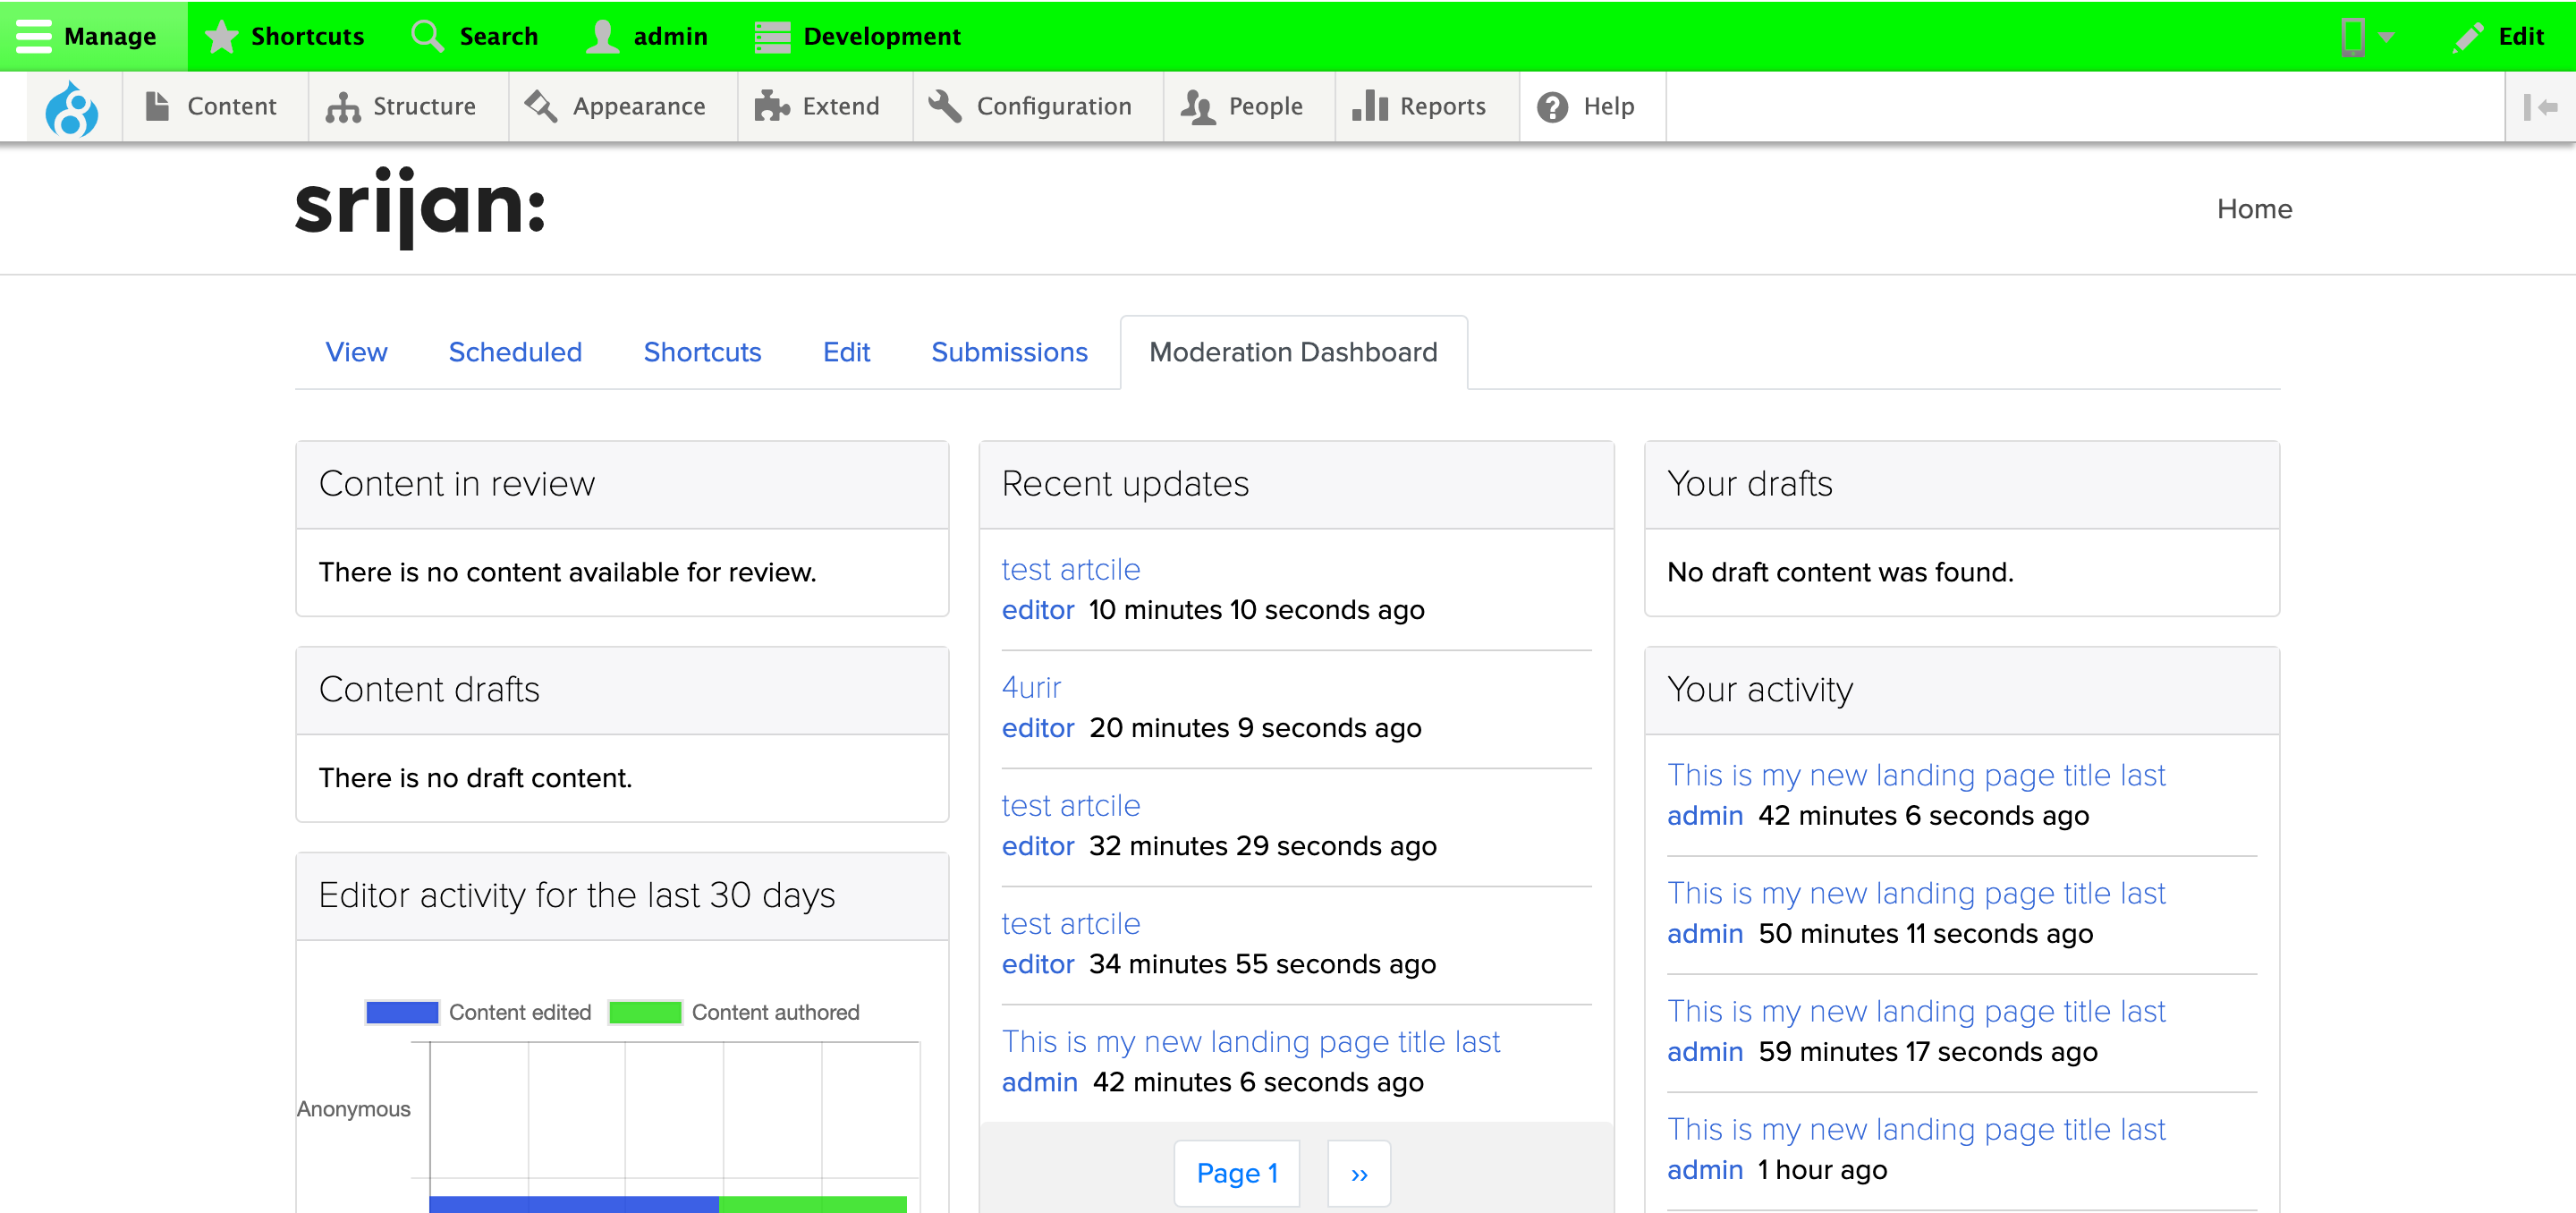 Manage Shortcuts Search admin Development Edit
Content Structure Appearance Extend Configuration People Reports Help
srijan:
Home
View Scheduled Shortcuts Edit Submissions Moderation Dashboard
Content in review
There is no content available for review.
Content drafts
There is no draft content.
Editor activity for the last 30 days
Content edited Content authored
Anonymous
Recent updates
test artcile
editor 10 minutes 10 seconds ago
4urir
editor 20 minutes 9 seconds ago
test artcile
editor 32 minutes 29 seconds ago
test artcile
editor 34 minutes 55 seconds ago
This is my new landing page title last
admin 42 minutes 6 seconds ago
Page 1 ››
Your drafts
No draft content was found.
Your activity
This is my new landing page title last
admin 42 minutes 6 seconds ago
This is my new landing page title last
admin 50 minutes 11 seconds ago
This is my new landing page title last
admin 59 minutes 17 seconds ago
This is my new landing page title last
admin 1 hour ago